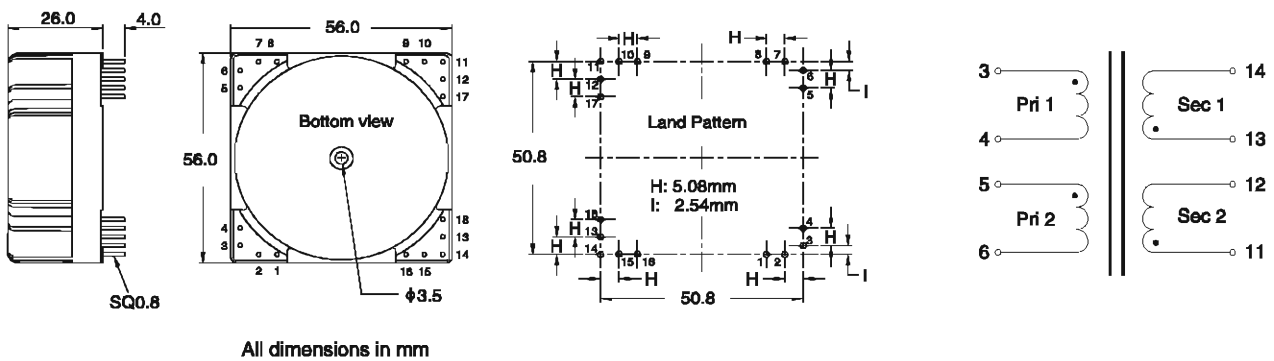 26.0
4.0
SQ0.8
56.0
7 8
9 10
6
5
11
12
17
Bottom view
56.0
4
3
18
13
14
2 1
16 15
ϕ3.5
H
H
11
10
9
8
7
H
12
H
17
6
H
5
I
Land Pattern
50.8
H: 5.08mm
I: 2.54mm
H
13
H
14
4
H
3
15
H
1
2
H
I
50.8
3
Pri 1
4
5
Pri 2
6
14
Sec 1
13
12
Sec 2
11
All dimensions in mm